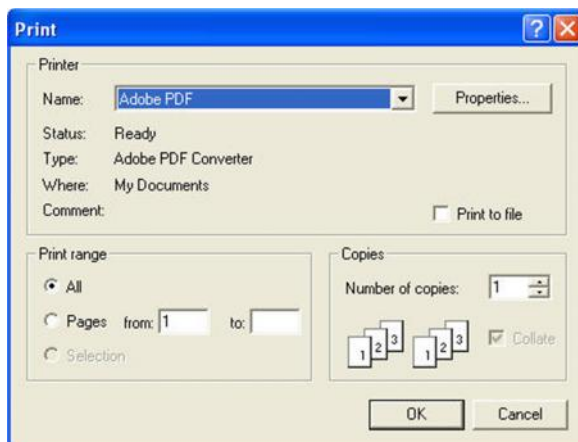 Print
Printer
Name: Adobe PDF Properties...
Status: Ready
Type: Adobe PDF Converter
Where: My Documents
Comment: Print to file
Print range
All
Pages from: 1 to:
Selection
Copies
Number of copies: 1
1 2 3 1 2 3 Collate
OK Cancel